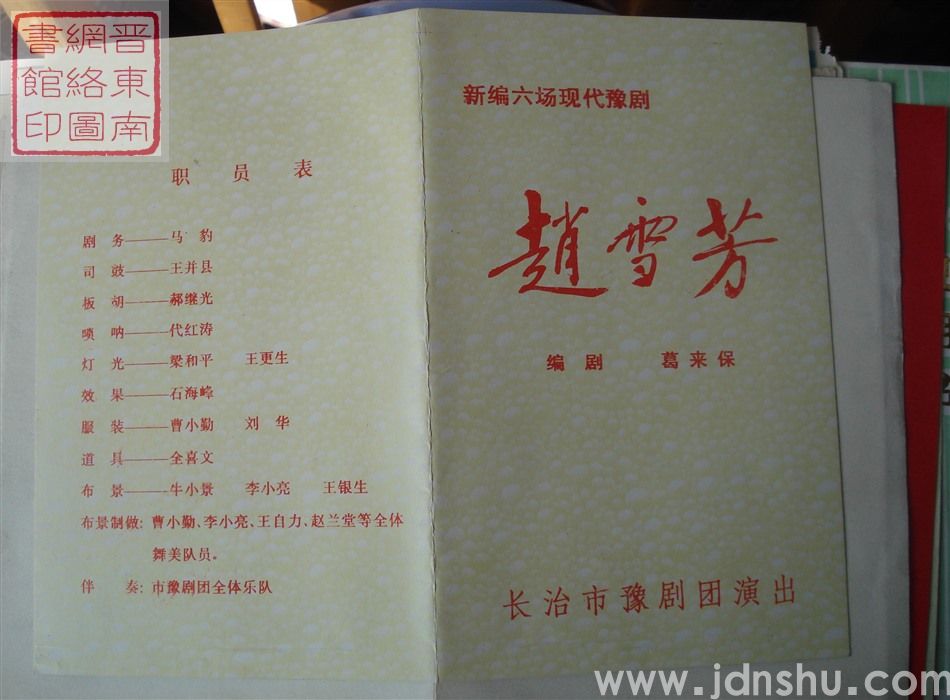 晋東南
網絡圖
書館印
职员表
剧务——马豹
司鼓——王并县
板胡——郝继光
唢呐——代红涛
灯光——梁和平 王更生
效果——石海峰
服装——曹小勤 刘华
道具——全喜文
布景——牛小景 李小亮 王银生
布景制做：曹小勤、李小亮、王自力、赵兰堂等全体
舞美队员。
伴奏：市豫剧团全体乐队
新编六场现代豫剧
趙雪芳
编剧 葛来保
长治市豫剧团演出
www.jdnshu.com